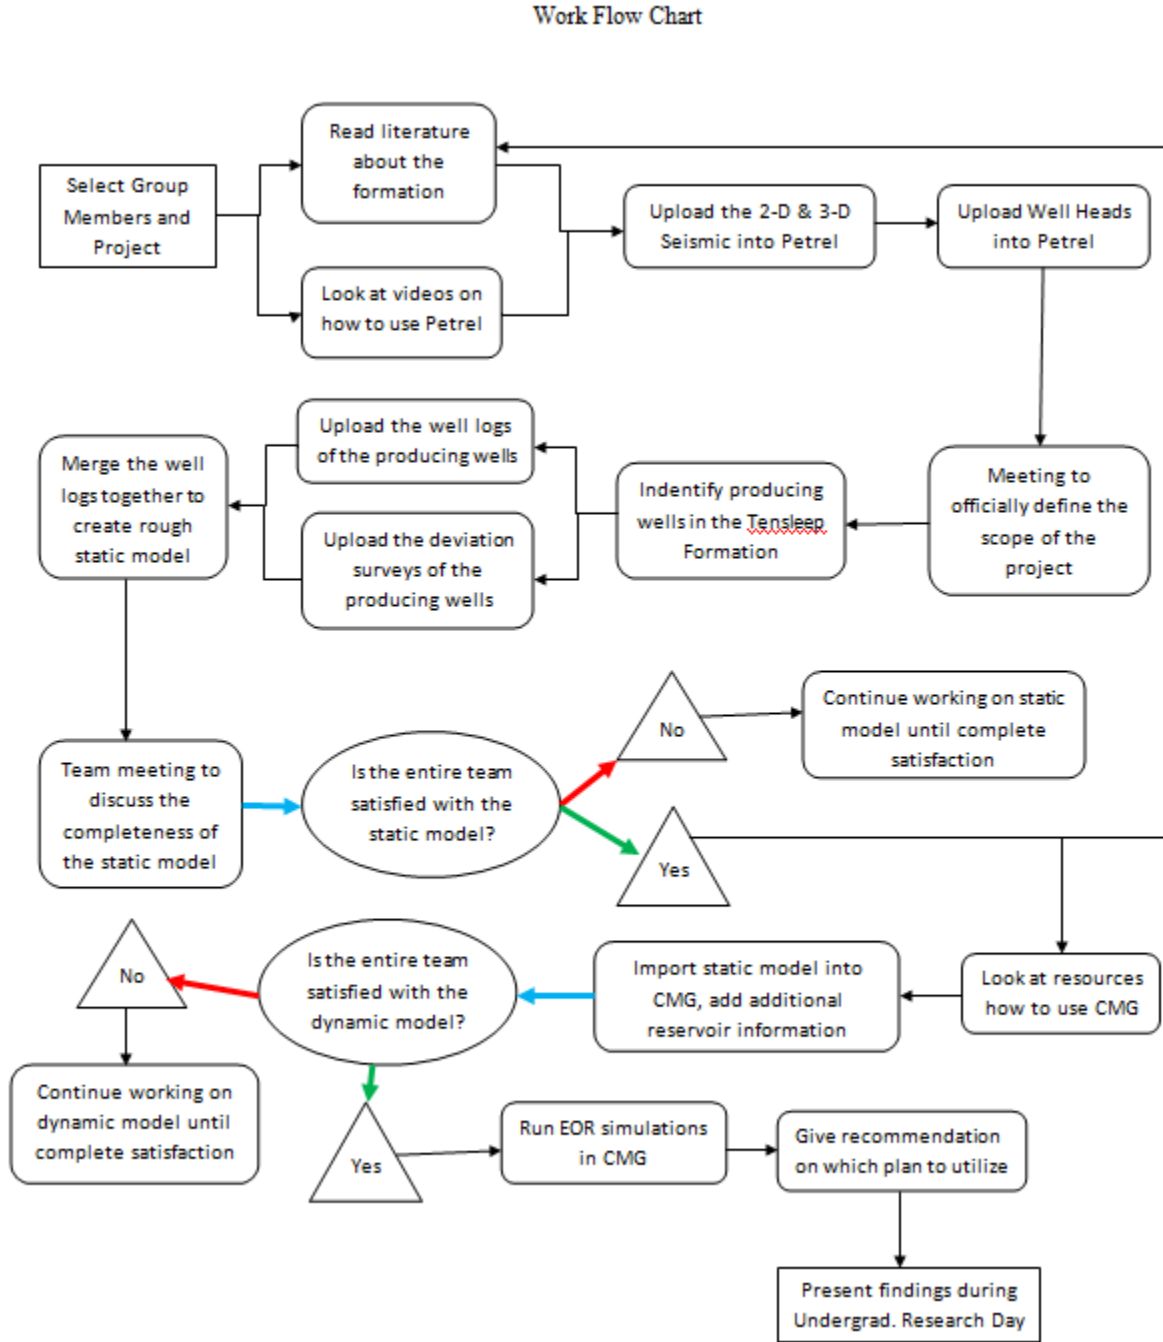 Work Flow Chart
Select Group
Members and
Project
Read literature
about the
formation
Look at videos on
how to use Petrel
Upload the 2-D & 3-D
Seismic into Petrel
Upload Well Heads
into Petrel
Meeting to
officially define the
scope of the
project
Indentify producing
wells in the Tensleep
Formation
Upload the well logs
of the producing wells
Upload the deviation
surveys of the
producing wells
Merge the well
logs together to
create rough
static model
Team meeting to
discuss the
completeness of
the static model
Is the entire team
satisfied with the
static model?
No
Continue working on static
model until complete
satisfaction
Yes
Look at resources
how to use CMG
Import static model into
CMG, add additional
reservoir information
Is the entire team
satisfied with the
dynamic model?
No
Continue working on
dynamic model until
complete satisfaction
Yes
Run EOR simulations
in CMG
Give recommendation
on which plan to utilize
Present findings during
Undergrad. Research Day